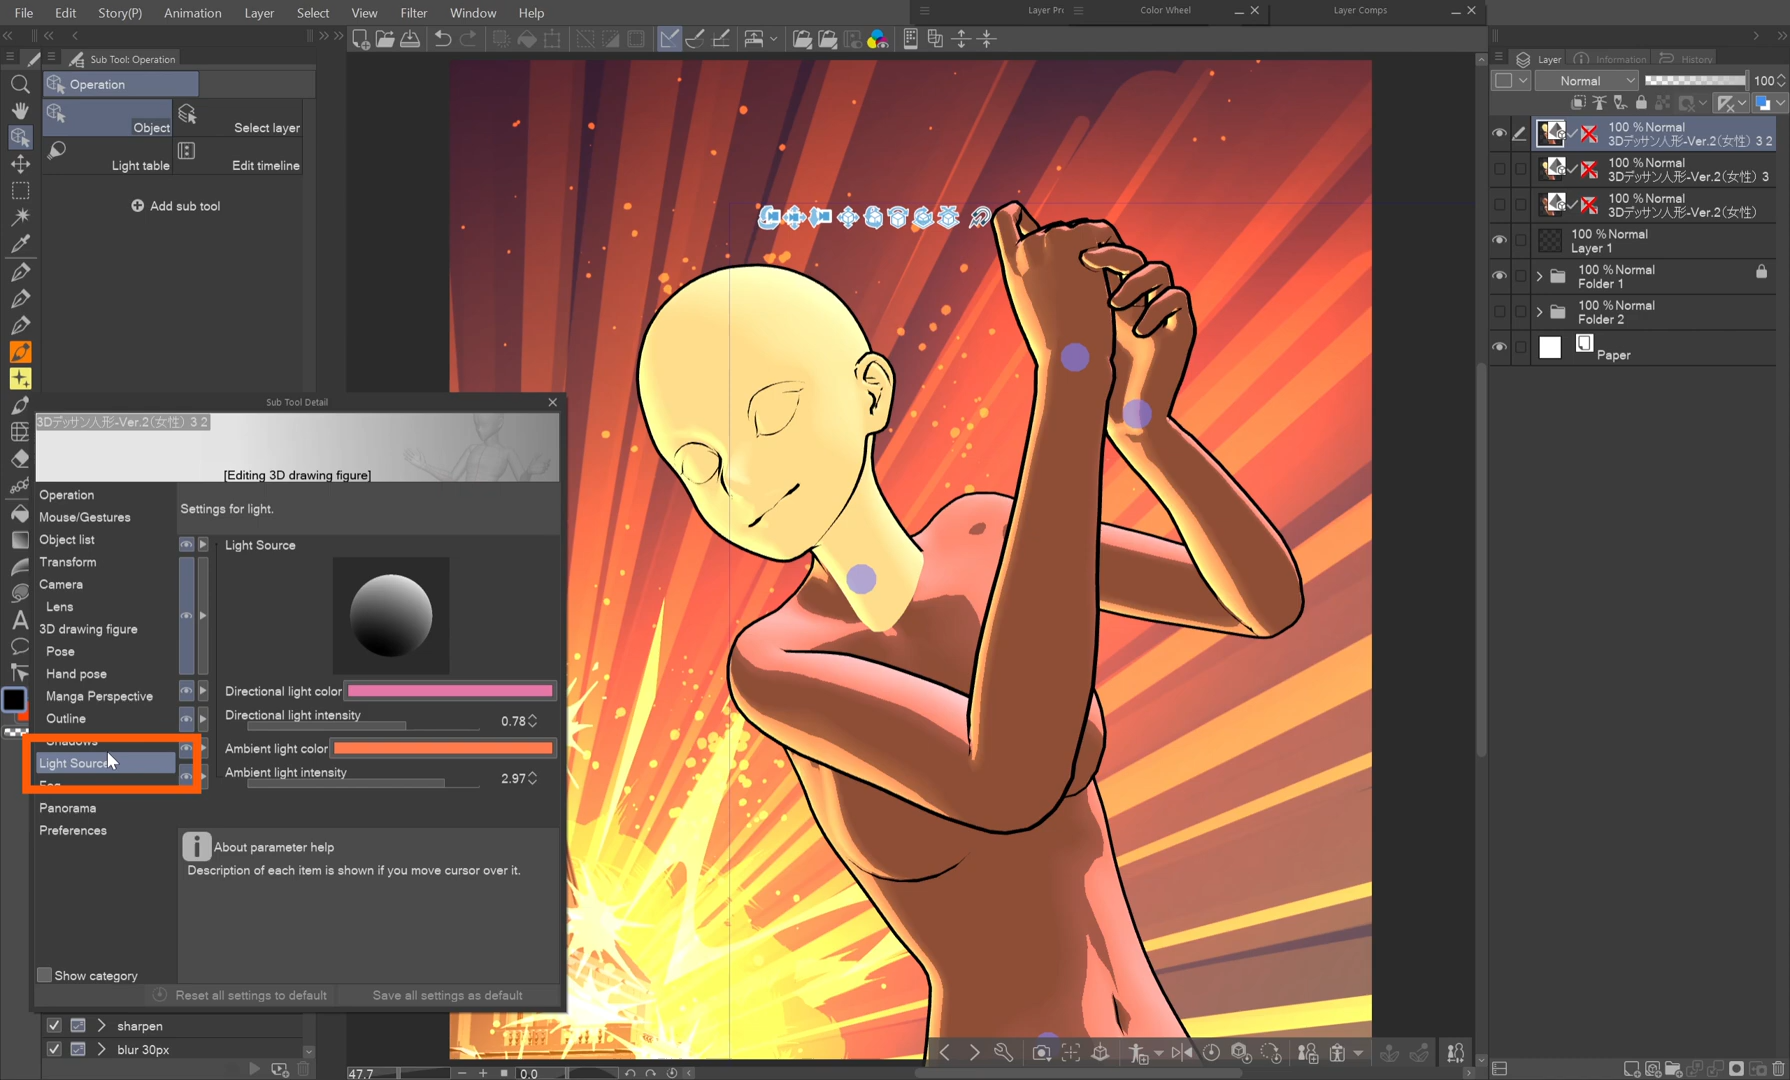 File Edit Story(P) Animation Layer Select View Filter Window Help
Color Wheel
Layer Comps
Sub Tool: Operation
Operation
Object
Select layer
Light table
Edit timeline
Add sub tool
Sub Tool Detail
3Dデッサン人形-Ver.2(女性) 3 2
[Editing 3D drawing figure]
Operation
Mouse/Gestures
Object list
Transform
Camera
Lens
3D drawing figure
Pose
Hand pose
Manga Perspective
Outline
Shadows
Light Source
Fog
Panorama
Preferences
Settings for light.
Light Source
Directional light color
Directional light intensity 0.78
Ambient light color
Ambient light intensity 2.97
About parameter help
Description of each item is shown if you move cursor over it.
Show category
Reset all settings to default
Save all settings as default
sharpen
blur 30px
47.7
0.0
Layer Information History
Normal 100
100 % Normal
3Dデッサン人形-Ver.2(女性) 3 2
100 % Normal
3Dデッサン人形-Ver.2(女性) 3
100 % Normal
3Dデッサン人形-Ver.2(女性)
100 % Normal
Layer 1
100 % Normal
Folder 1
100 % Normal
Folder 2
Paper